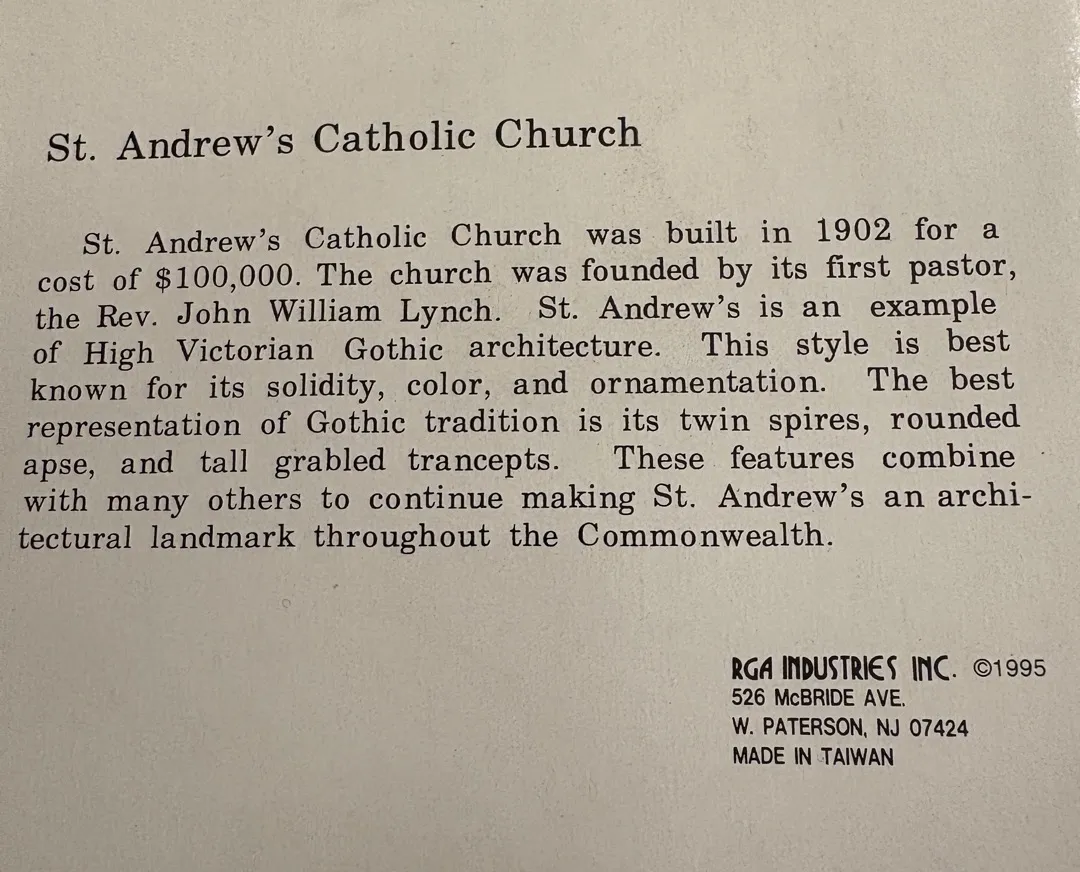 St. Andrew's Catholic Church
St. Andrew's Catholic Church was built in 1902 for a
cost of $100,000. The church was founded by its first pastor,
the Rev. John William Lynch. St. Andrew's is an example
of High Victorian Gothic architecture. This style is best
known for its solidity, color, and ornamentation. The best
representation of Gothic tradition is its twin spires, rounded
apse, and tall grabled trancepts. These features combine
with many others to continue making St. Andrew's an archi-
tectural landmark throughout the Commonwealth.
RGA INDUSTRIES INC. ©1995
526 McBRIDE AVE.
W. PATERSON, NJ 07424
MADE IN TAIWAN